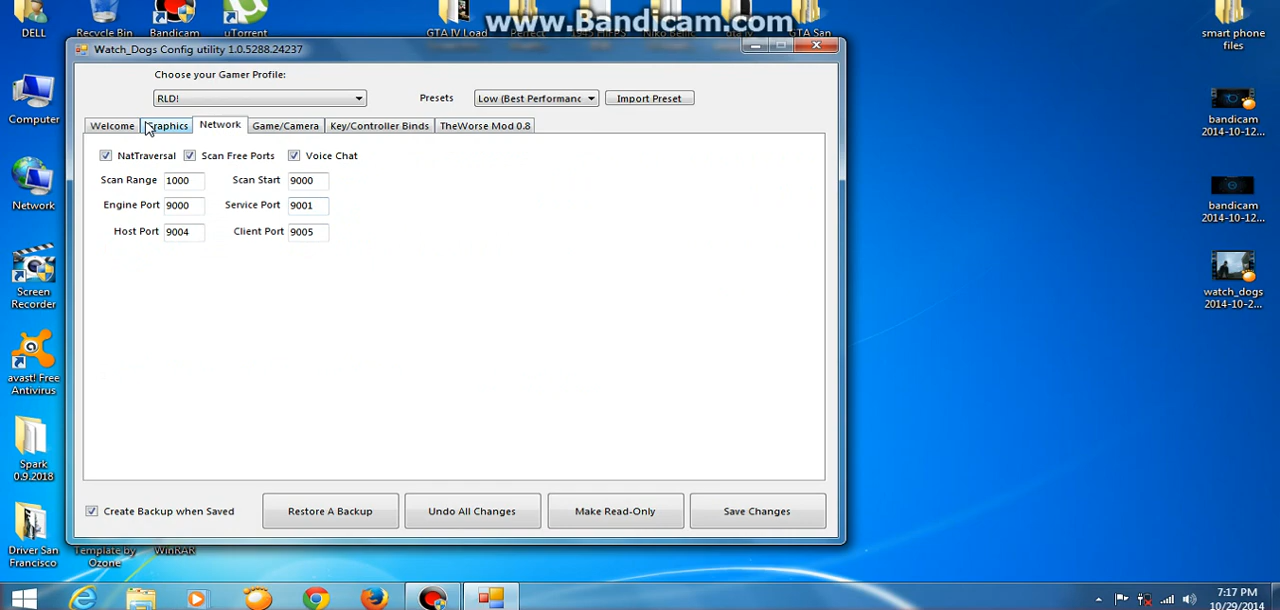 www.Bandicam.com
DELL
Recycle Bin
Bandicam
uTorrent
GTA IV Load
GTA San
smart phone
files
Watch_Dogs Config utility 1.0.5288.24237
Choose your Gamer Profile:
RLD!
Presets
Low (Best Performanc
Import Preset
Welcome
Graphics
Network
Game/Camera
Key/Controller Binds
TheWorse Mod 0.8
NatTraversal
Scan Free Ports
Voice Chat
Scan Range 1000
Scan Start 9000
Engine Port 9000
Service Port 9001
Host Port 9004
Client Port 9005
Create Backup when Saved
Restore A Backup
Undo All Changes
Make Read-Only
Save Changes
Computer
Network
Screen
Recorder
avast! Free
Antivirus
Spark
0.9.2018
Driver San
Francisco
Template by
Ozone
WinRAR
bandicam
2014-10-12...
bandicam
2014-10-12...
watch_dogs
2014-10-2...
7:17 PM
10/29/2014